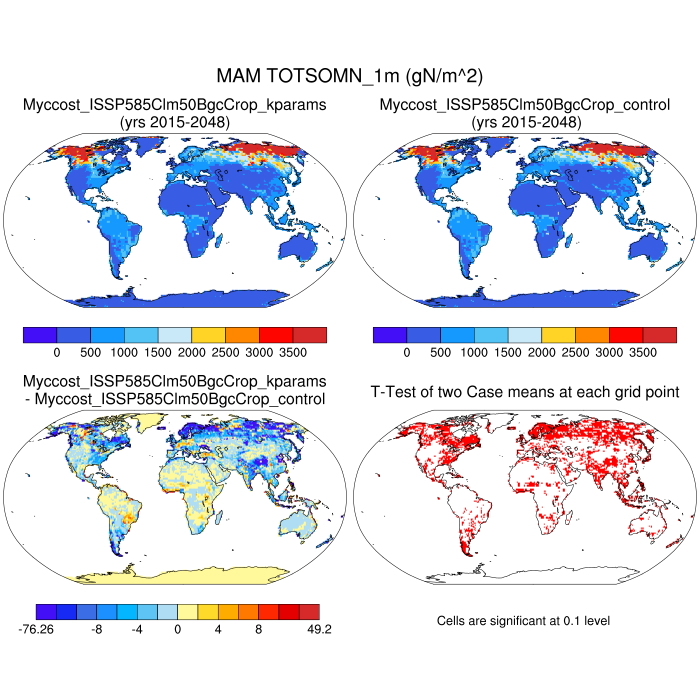 MAM TOTSOMN_1m (gN/m^2)
Myccost_ISSP585Clm50BgcCrop_kparams
(yrs 2015-2048)
Myccost_ISSP585Clm50BgcCrop_control
(yrs 2015-2048)
0 500 1000 1500 2000 2500 3000 3500
0 500 1000 1500 2000 2500 3000 3500
Myccost_ISSP585Clm50BgcCrop_kparams
- Myccost_ISSP585Clm50BgcCrop_control
T-Test of two Case means at each grid point
-76.26 -8 -4 0 4 8 49.2
Cells are significant at 0.1 level